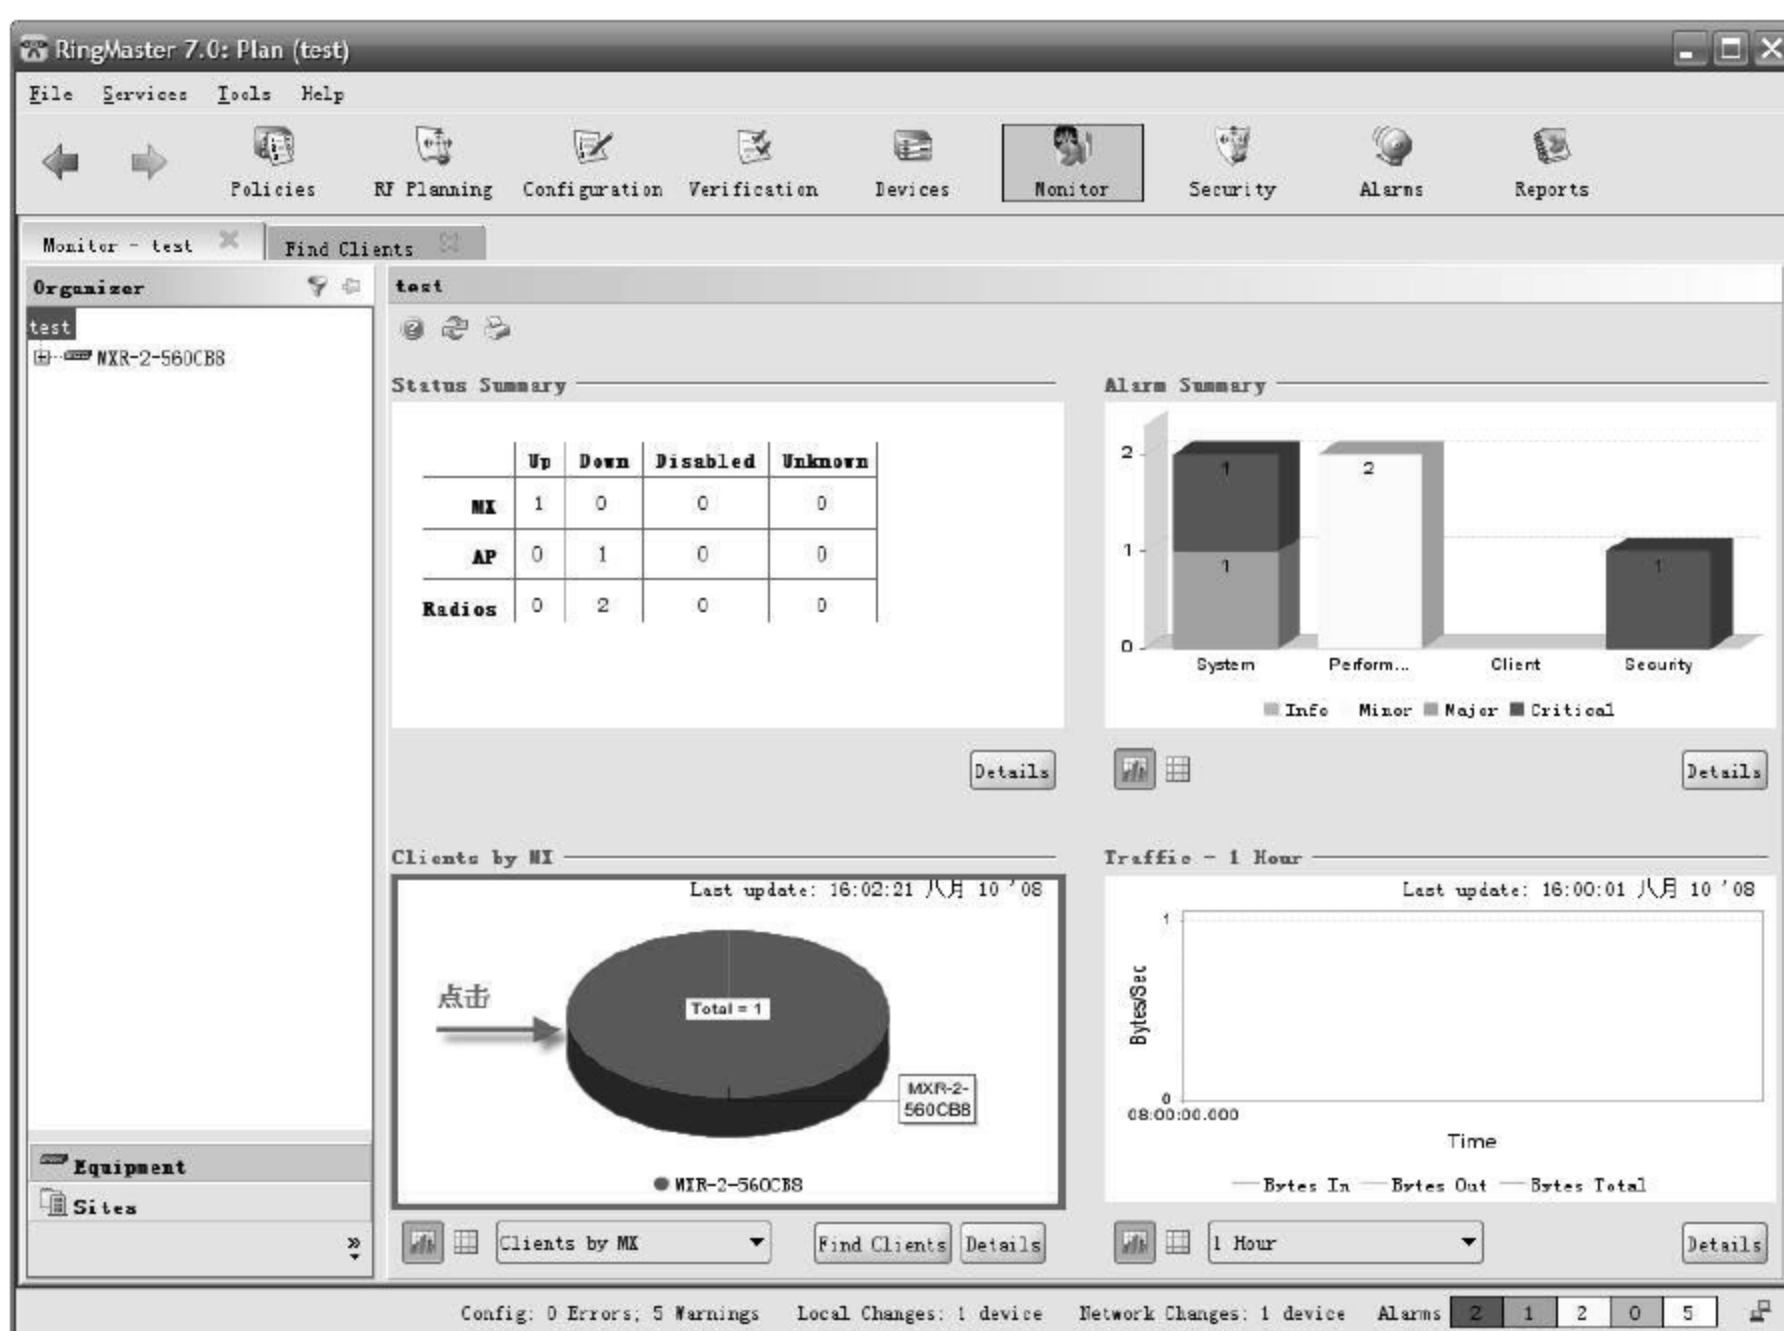 RingMaster 7.0: Plan (test)
File Services Tools Help
Policies RF Planning Configuration Verification Devices Monitor Security Alarms Reports
Monitor - test Find Clients
Organizer
test
MXR-2-560CB8
Equipment
Sites
test
Status Summary
Up Down Disabled Unknown
MX 1 0 0 0
AP 0 1 0 0
Radios 0 2 0 0
Details
Alarm Summary
2
1
0
1
1
2
1
System Perform... Client Security
Info Minor Major Critical
Details
Clients by MX
Last update: 16:02:21 八月 10 '08
点击
Total = 1
MXR-2-
560CB8
MXR-2-560CB8
Clients by MX Find Clients Details
Traffic - 1 Hour
Last update: 16:00:01 八月 10 '08
1
Bytes/Sec
0
08:00:00.000
Time
Bytes In Bytes Out Bytes Total
1 Hour Details
Config: 0 Errors; 5 Warnings Local Changes: 1 device Network Changes: 1 device Alarms 2 1 2 0 5